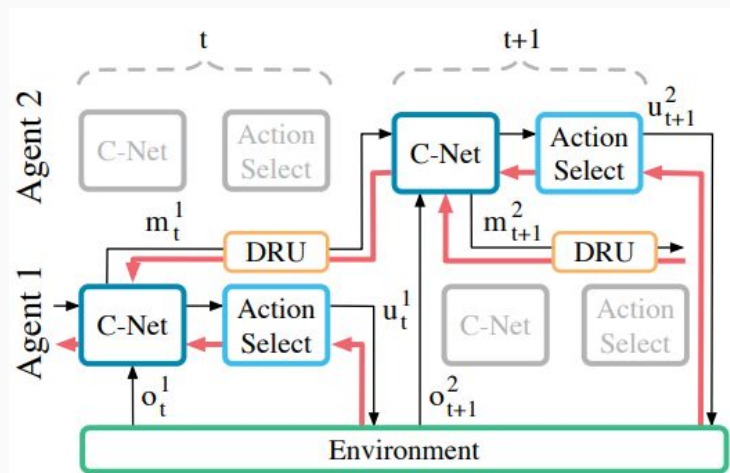 t
t+1
Agent 2
C-Net
Action
Select
C-Net
Action
Select
u²ₜ₊₁
m¹ₜ
DRU
m²ₜ₊₁
DRU
Agent 1
C-Net
Action
Select
u¹ₜ
C-Net
Action
Select
o¹ₜ
o²ₜ₊₁
Environment